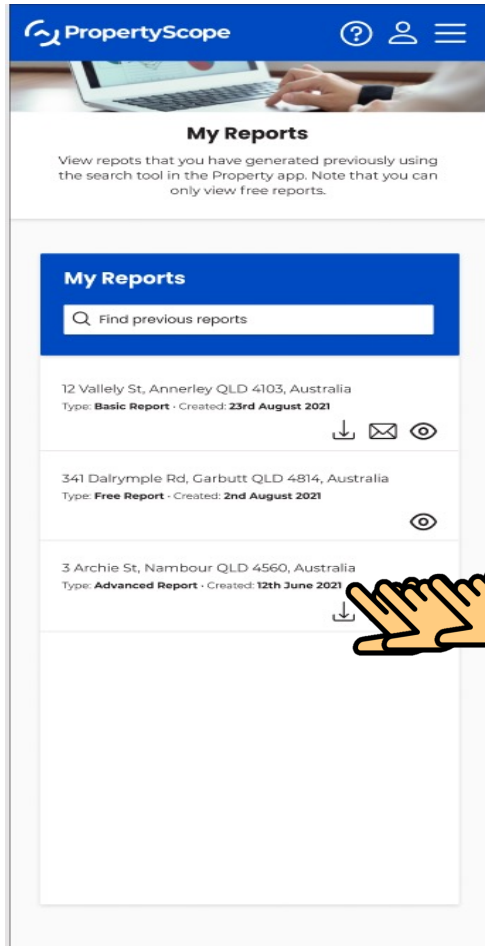 PropertyScope
My Reports
View repots that you have generated previously using
the search tool in the Property app. Note that you can
only view free reports.
My Reports
Find previous reports
12 Vallely St, Annerley QLD 4103, Australia
Type: Basic Report · Created: 23rd August 2021
341 Dalrymple Rd, Garbutt QLD 4814, Australia
Type: Free Report · Created: 2nd August 2021
3 Archie St, Nambour QLD 4560, Australia
Type: Advanced Report · Created: 12th June 2021